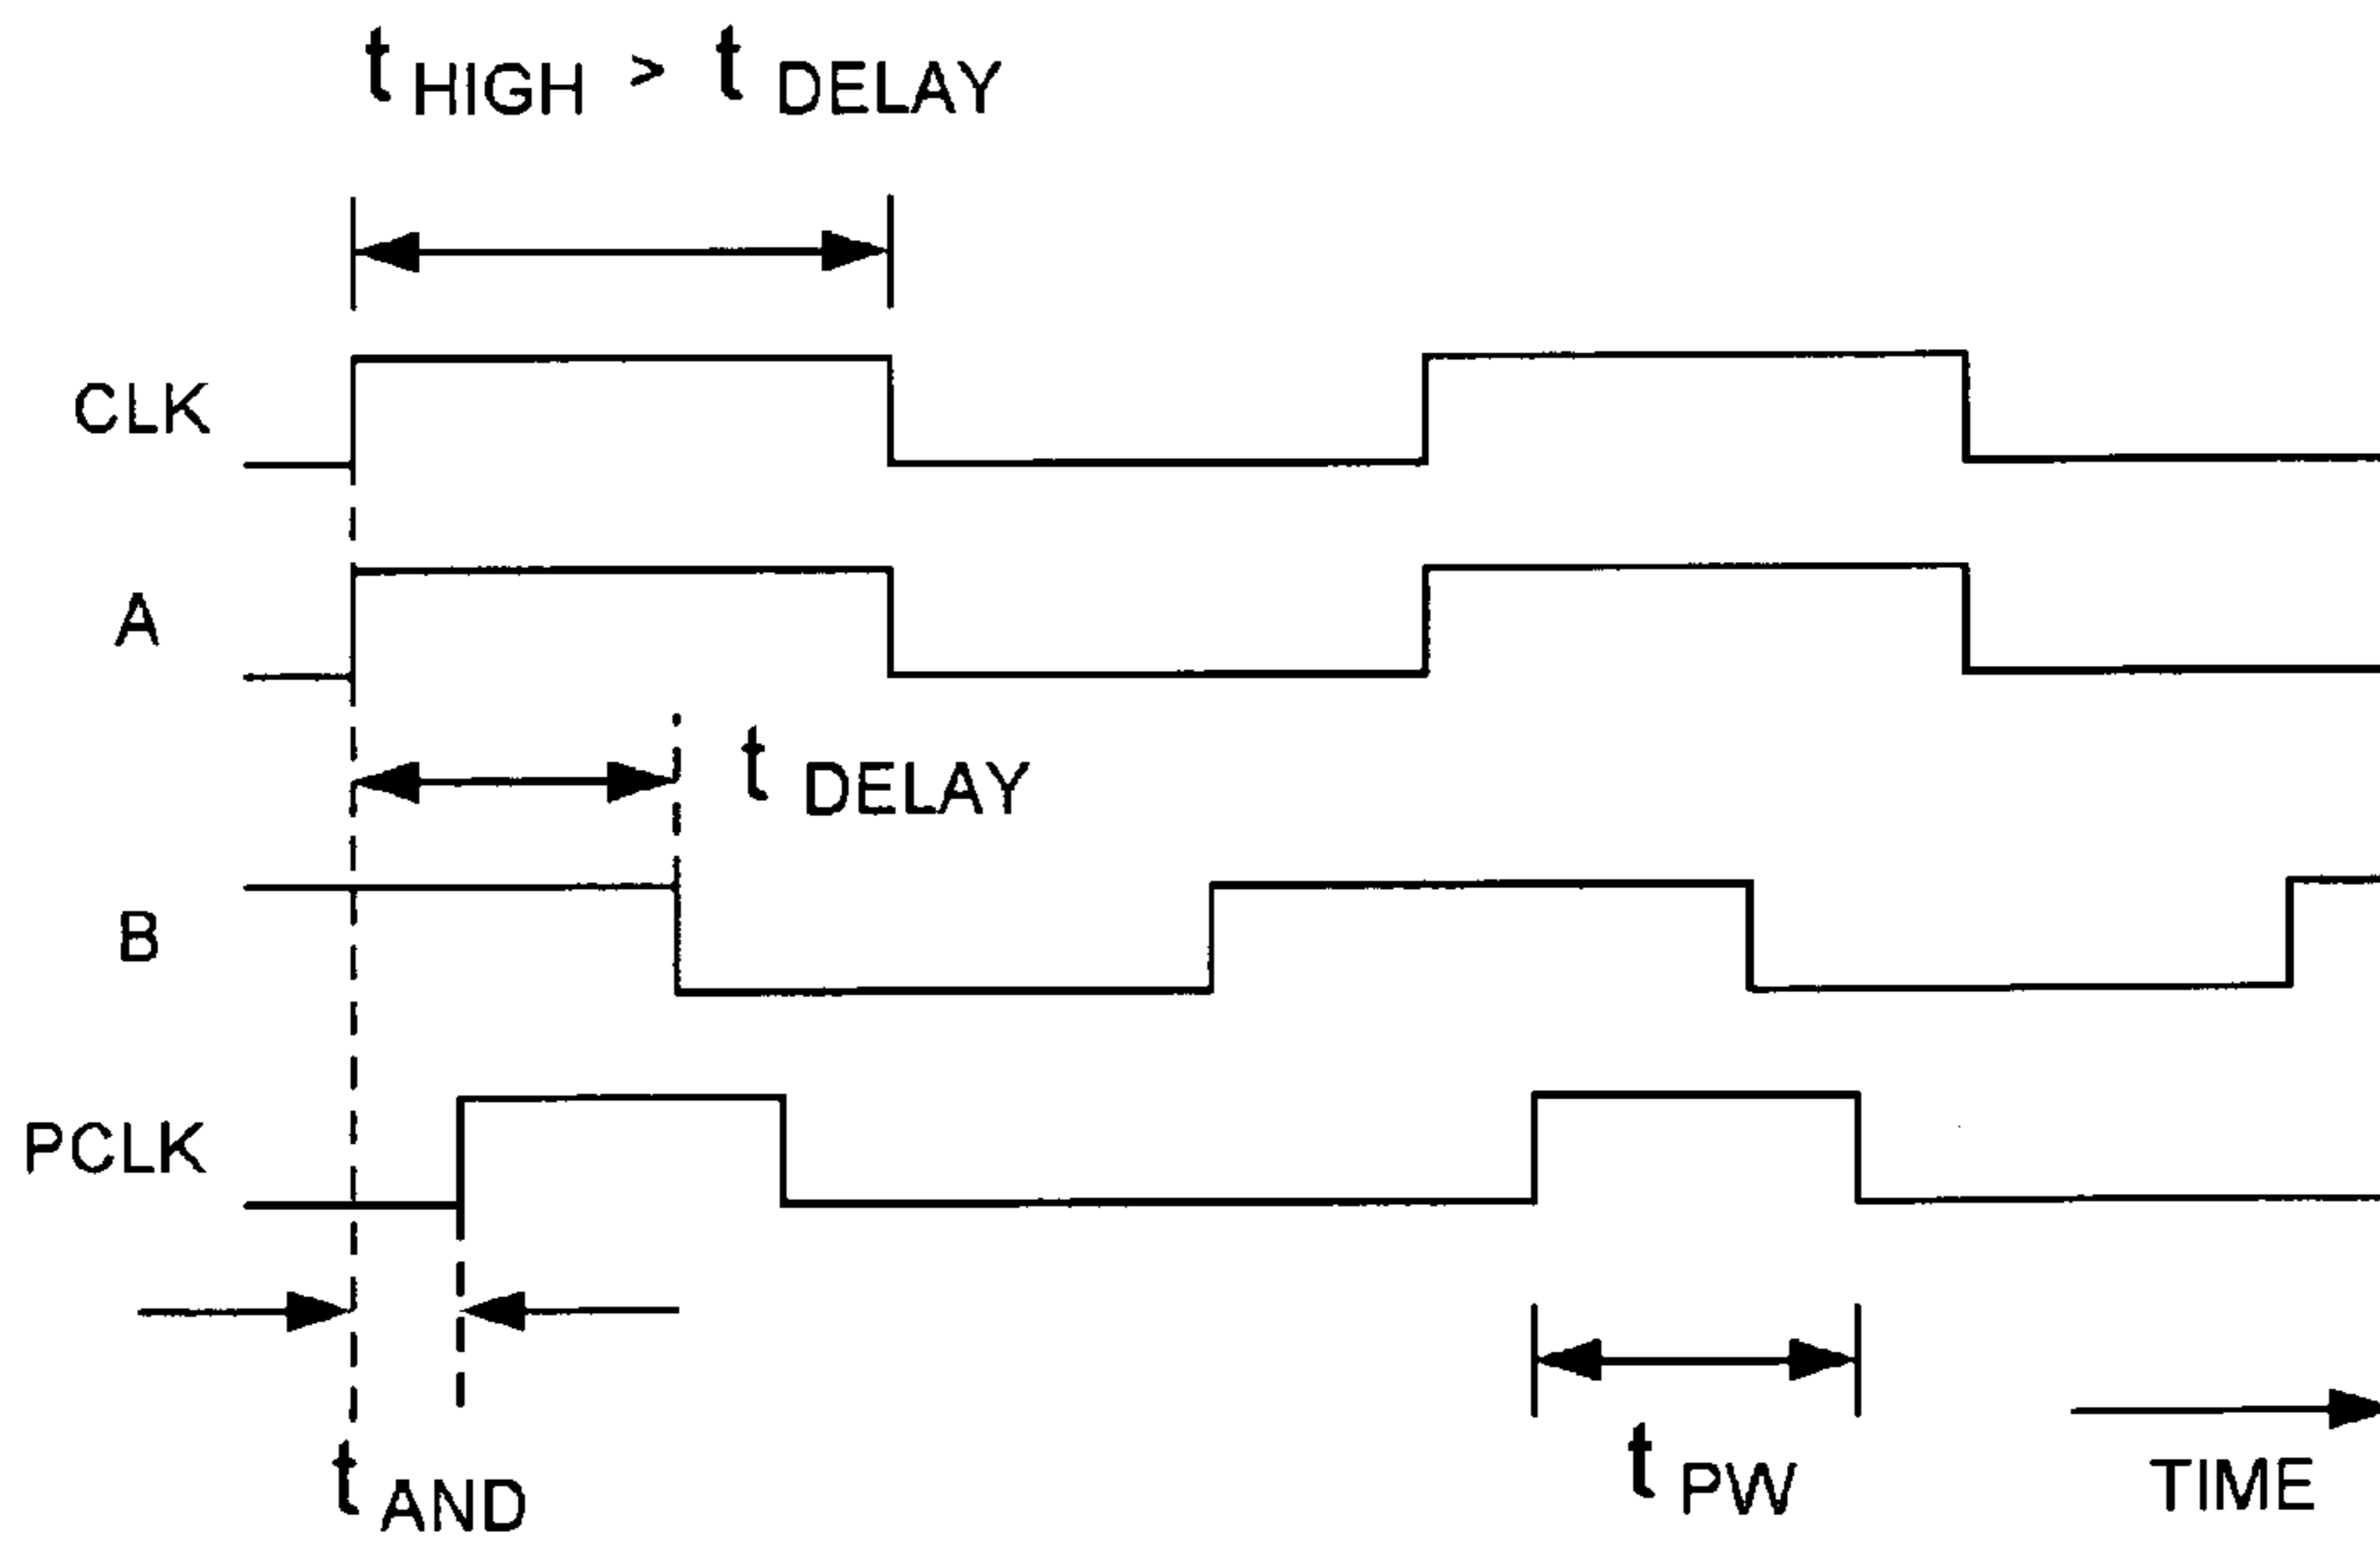 t HIGH > t DELAY
CLK
A
t DELAY
B
PCLK
t AND
t PW
TIME